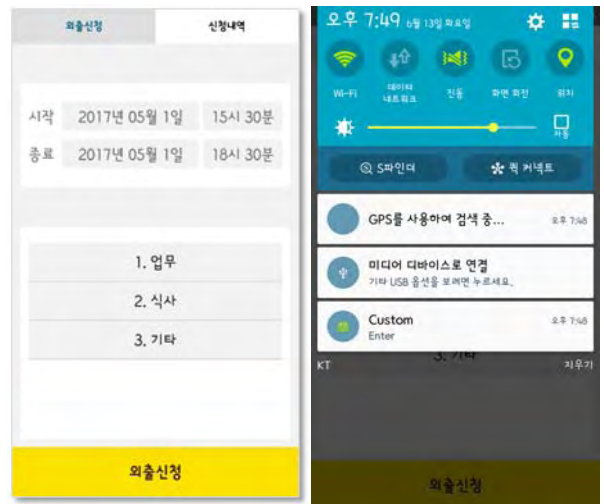 외출신청 신청내역
시작 2017년 05월 1일 15시 30분
종료 2017년 05월 1일 18시 30분
1. 업무
2. 식사
3. 기타
외출신청
오후 7:49 6월 13일 화요일
Wi-Fi 데이터 네트워크 진동 화면 회전 위치
자동
S파인더 퀵 커넥트
GPS를 사용하여 검색 중... 오후 7:48
미디어 디바이스로 연결
기타 USB 옵션을 보려면 누르세요.
Custom 오후 7:48
Enter
3. 기타
KT 지우기
외출신청